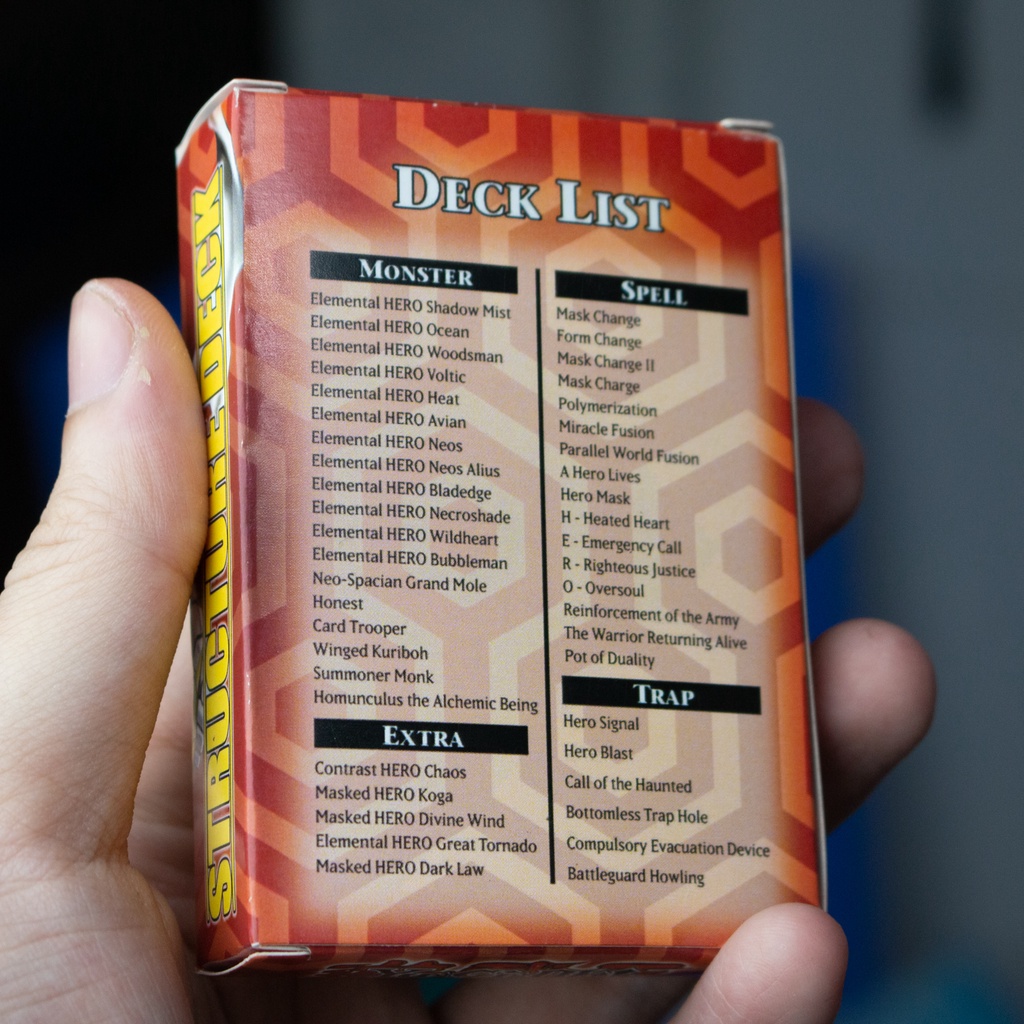 DECK LIST
MONSTER
Elemental HERO Shadow Mist
Elemental HERO Ocean
Elemental HERO Woodsman
Elemental HERO Voltic
Elemental HERO Heat
Elemental HERO Avian
Elemental HERO Neos
Elemental HERO Neos Alius
Elemental HERO Bladedge
Elemental HERO Necroshade
Elemental HERO Wildheart
Elemental HERO Bubbleman
Neo-Spacian Grand Mole
Honest
Card Trooper
Winged Kuriboh
Summoner Monk
Homunculus the Alchemic Being
EXTRA
Contrast HERO Chaos
Masked HERO Koga
Masked HERO Divine Wind
Elemental HERO Great Tornado
Masked HERO Dark Law
SPELL
Mask Change
Form Change
Mask Change II
Mask Charge
Polymerization
Miracle Fusion
Parallel World Fusion
A Hero Lives
Hero Mask
H - Heated Heart
E - Emergency Call
R - Righteous Justice
O - Oversoul
Reinforcement of the Army
The Warrior Returning Alive
Pot of Duality
TRAP
Hero Signal
Hero Blast
Call of the Haunted
Bottomless Trap Hole
Compulsory Evacuation Device
Battleguard Howling
STRUCTURE DECK